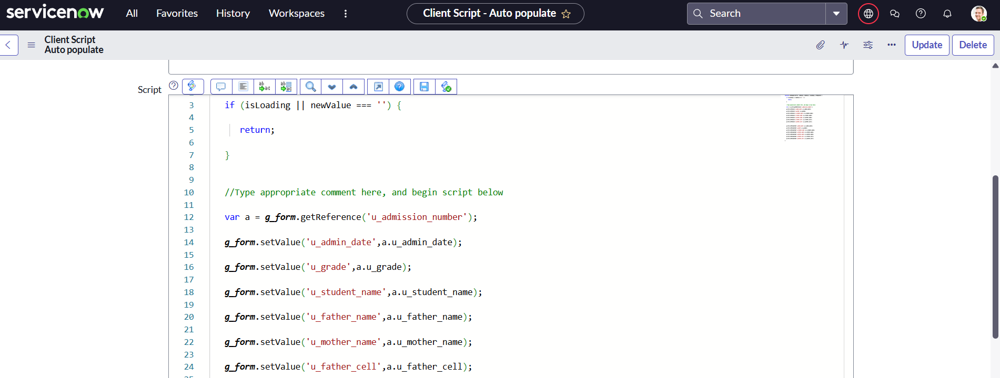 servicenow All Favorites History Workspaces Client Script - Auto populate Search
Client Script
Auto populate
Update Delete
Script
3 if (isLoading || newValue === '') {
4
5 return;
6
7 }
8
9
10 //Type appropriate comment here, and begin script below
11
12 var a = g_form.getReference('u_admission_number');
13
14 g_form.setValue('u_admin_date',a.u_admin_date);
15
16 g_form.setValue('u_grade',a.u_grade);
17
18 g_form.setValue('u_student_name',a.u_student_name);
19
20 g_form.setValue('u_father_name',a.u_father_name);
21
22 g_form.setValue('u_mother_name',a.u_mother_name);
23
24 g_form.setValue('u_father_cell',a.u_father_cell);